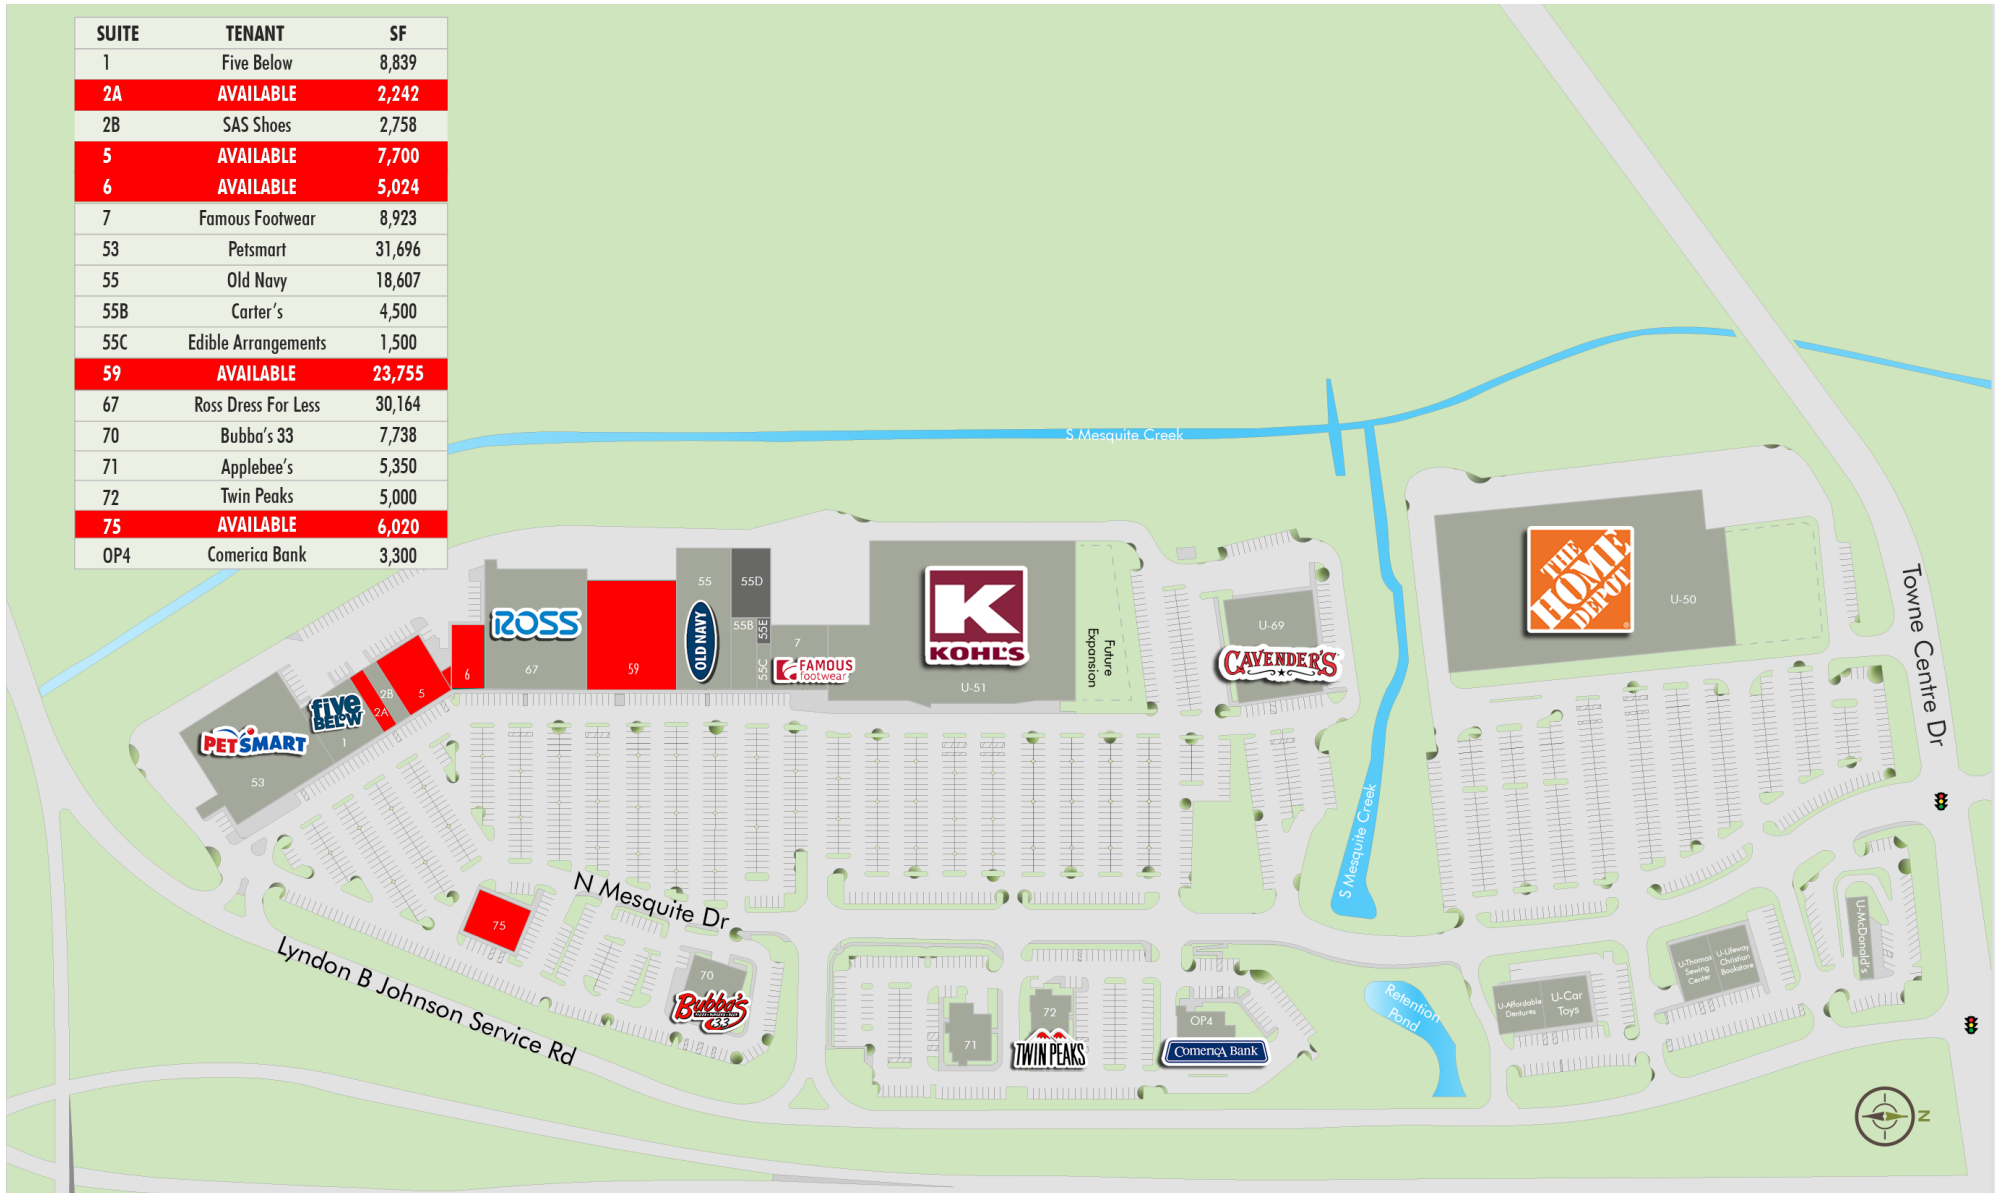 SUITE TENANT SF
1 Five Below 8,839
2A AVAILABLE 2,242
2B SAS Shoes 2,758
5 AVAILABLE 7,700
6 AVAILABLE 5,024
7 Famous Footwear 8,923
53 Petsmart 31,696
55 Old Navy 18,607
55B Carter's 4,500
55C Edible Arrangements 1,500
59 AVAILABLE 23,755
67 Ross Dress For Less 30,164
70 Bubba's 33 7,738
71 Applebee's 5,350
72 Twin Peaks 5,000
75 AVAILABLE 6,020
OP4 Comerica Bank 3,300
S Mesquite Creek
Towne Centre Dr
THE
HOME
DEPOT
U-50
U-69
CAVENDER'S
KOHL'S
U-51
Future
Expansion
7
FAMOUS
footwear
55
55D
55B
55E
55C
OLD NAVY
59
ROSS
67
6
5
2B
2A
five
BELOW
1
PETSMART
53
S Mesquite Creek
N Mesquite Dr
75
Lyndon B Johnson Service Rd
70
Bubba's
33
71
72
TWIN PEAKS
OP4
Comerica Bank
Retention
Pond
U-Affordable
Dentures
U-Car
Toys
U-Thomas
Sewing
Center
U-Lifeway
Christian
Bookstore
U-McDonald's
N